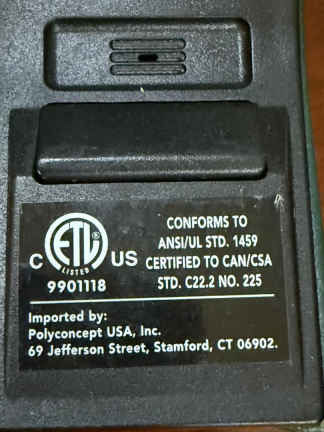 CONFORMS TO
ANSI/UL STD. 1459
CERTIFIED TO CAN/CSA
STD. C22.2 NO. 225
C ETL US
LISTED
9901118
Imported by:
Polyconcept USA, Inc.
69 Jefferson Street, Stamford, CT 06902.